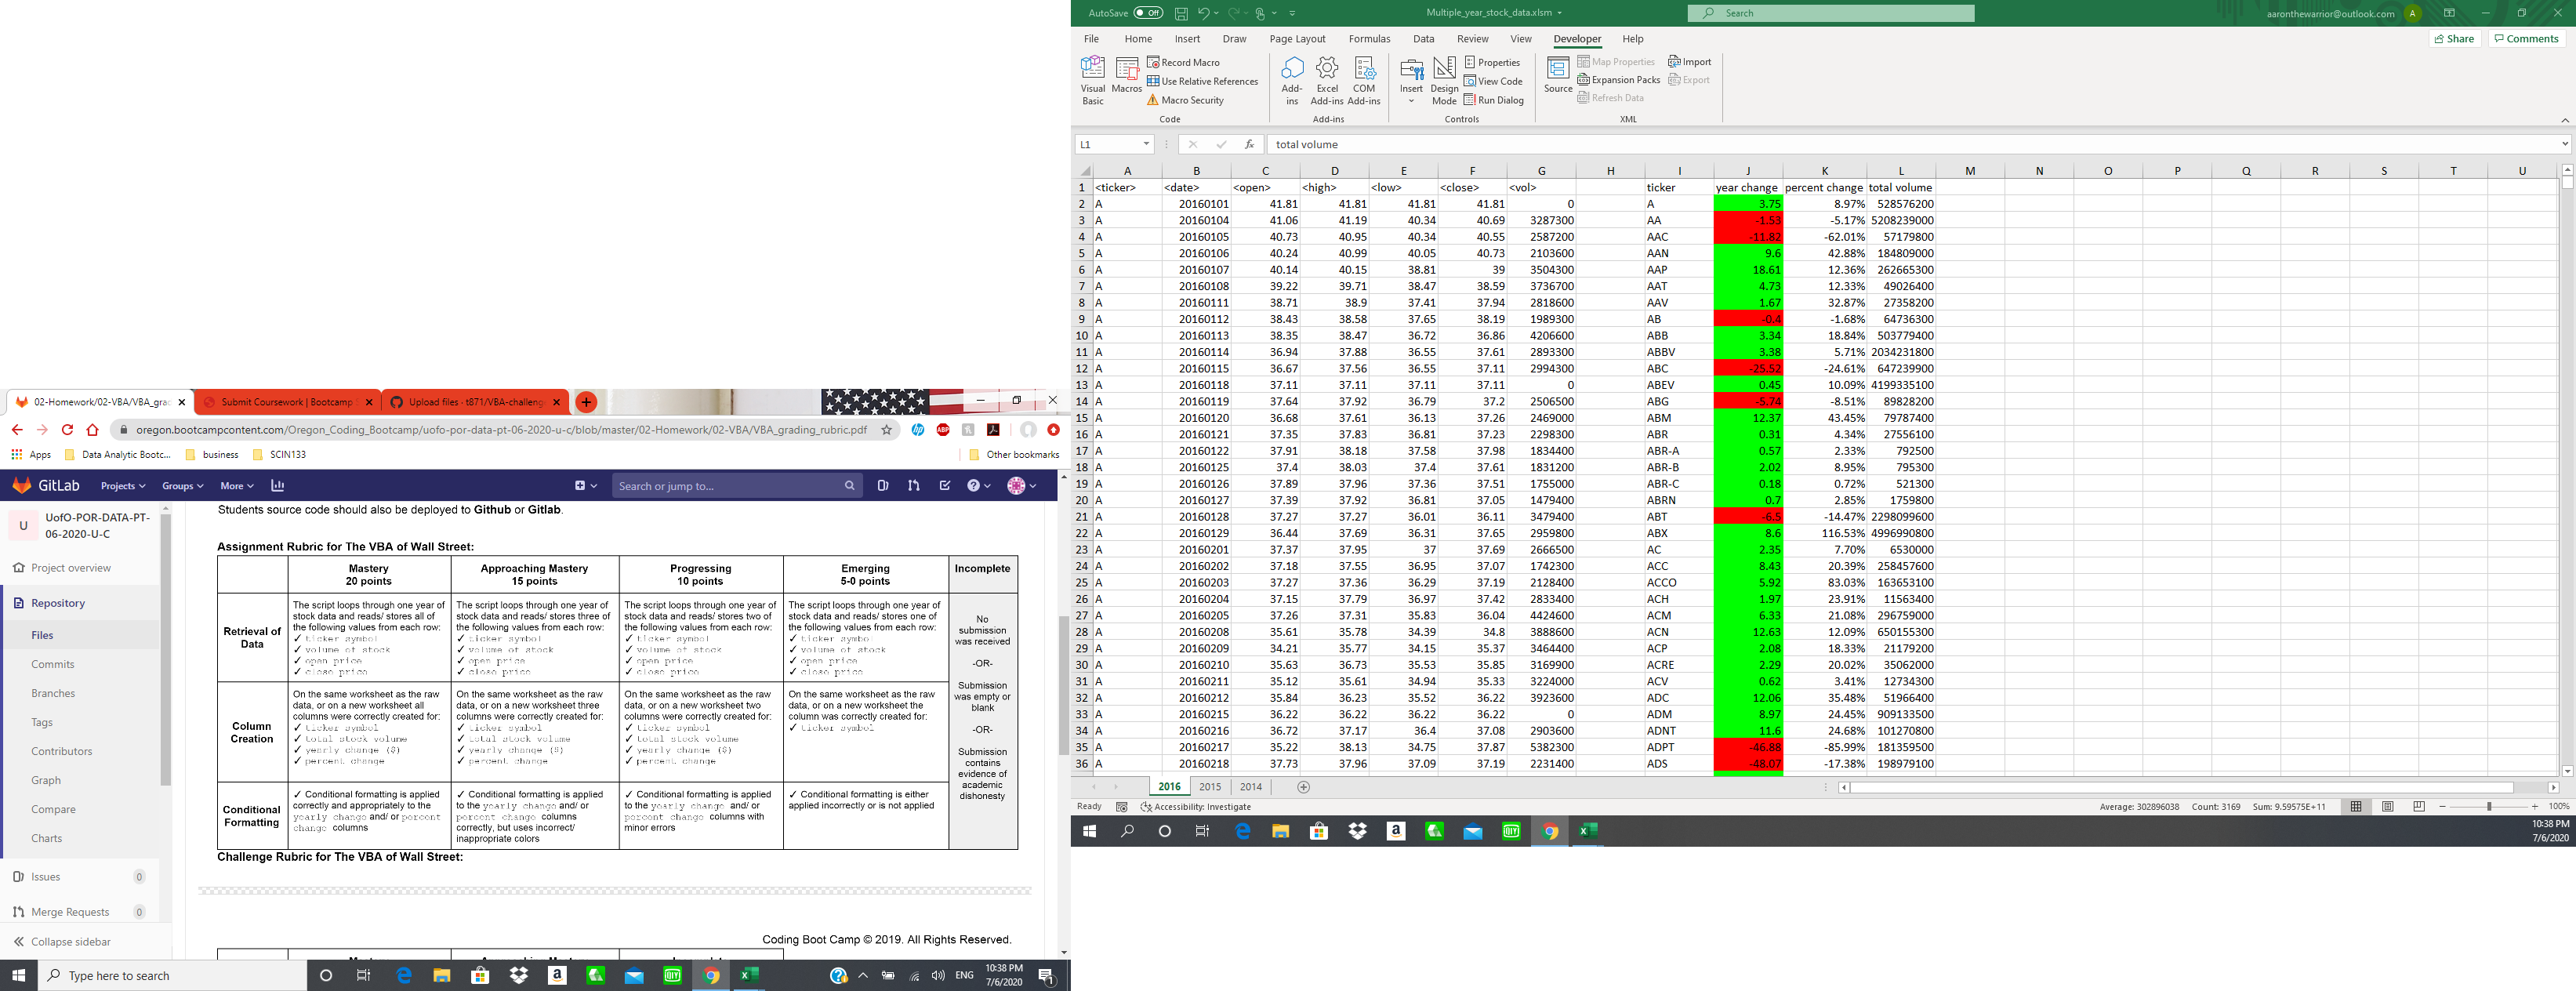 02-Homework/02-VBA/VBA_grac
Submit Coursework | Bootcamp
Upload files · t871/VBA-challeng
oregon.bootcampcontent.com/Oregon_Coding_Bootcamp/uofo-por-data-pt-06-2020-u-c/blob/master/02-Homework/02-VBA/VBA_grading_rubric.pdf
Apps Data Analytic Bootc... business SCIN133 Other bookmarks
GitLab Projects Groups More Search or jump to...
U UofO-POR-DATA-PT-
06-2020-U-C
Project overview
Repository
Files
Commits
Branches
Tags
Contributors
Graph
Compare
Charts
Issues 0
Merge Requests 0
Collapse sidebar
Students source code should also be deployed to Github or Gitlab.
Assignment Rubric for The VBA of Wall Street:
Mastery
20 points
Approaching Mastery
15 points
Progressing
10 points
Emerging
5-0 points
Incomplete
Retrieval of
Data
The script loops through one year of
stock data and reads/ stores all of
the following values from each row:
✓ ticker symbol
✓ volume of stock
✓ open price
✓ close price
The script loops through one year of
stock data and reads/ stores three of
the following values from each row:
✓ ticker symbol
✓ volume of stock
✓ open price
✓ close price
The script loops through one year of
stock data and reads/ stores two of
the following values from each row:
✓ ticker symbol
✓ volume of stock
✓ open price
✓ close price
The script loops through one year of
stock data and reads/ stores one of
the following values from each row:
✓ ticker symbol
✓ volume of stock
✓ open price
✓ close price
No
submission
was received
-OR-
Submission
was empty or
blank
-OR-
Submission
contains
evidence of
academic
dishonesty
Column
Creation
On the same worksheet as the raw
data, or on a new worksheet all
columns were correctly created for:
✓ ticker symbol
✓ total stock volume
✓ yearly change ($)
✓ percent change
On the same worksheet as the raw
data, or on a new worksheet three
columns were correctly created for:
✓ ticker symbol
✓ total stock volume
✓ yearly change ($)
✓ percent change
On the same worksheet as the raw
data, or on a new worksheet two
columns were correctly created for:
✓ ticker symbol
✓ total stock volume
✓ yearly change ($)
✓ percent change
On the same worksheet as the raw
data, or on a new worksheet the
column was correctly created for:
✓ ticker symbol
Conditional
Formatting
✓ Conditional formatting is applied
correctly and appropriately to the
yearly change and/ or percent
change columns
✓ Conditional formatting is applied
to the yearly change and/ or
percent change columns
correctly, but uses incorrect/
inappropriate colors
✓ Conditional formatting is applied
to the yearly change and/ or
percent change columns with
minor errors
✓ Conditional formatting is either
applied incorrectly or is not applied
Challenge Rubric for The VBA of Wall Street:
Coding Boot Camp © 2019. All Rights Reserved.
Type here to search ENG 10:38 PM
7/6/2020
AutoSave Off Multiple_year_stock_data.xlsm Search aaronthewarrior@outlook.com A
File Home Insert Draw Page Layout Formulas Data Review View Developer Help Share Comments
Visual
Basic
Macros
Record Macro
Use Relative References
Macro Security
Code
Add-
ins
Excel
Add-ins
COM
Add-ins
Add-ins
Insert
Design
Mode
Properties
View Code
Run Dialog
Controls
Source
Map Properties
Expansion Packs
Refresh Data
Import
Export
XML
L1 fx total volume
A B C D E F G H I J K L M N O P Q R S T U
1 <ticker> <date> <open> <high> <low> <close> <vol> ticker year change percent change total volume
2 A 20160101 41.81 41.81 41.81 41.81 0 A 3.75 8.97% 528576200
3 A 20160104 41.06 41.19 40.34 40.69 3287300 AA -1.53 -5.17% 5208239000
4 A 20160105 40.73 40.95 40.34 40.55 2587200 AAC -11.82 -62.01% 57179800
5 A 20160106 40.24 40.99 40.05 40.73 2103600 AAN 9.6 42.88% 184809000
6 A 20160107 40.14 40.15 38.81 39 3504300 AAP 18.61 12.36% 262665300
7 A 20160108 39.22 39.71 38.47 38.59 3736700 AAT 4.73 12.33% 49026400
8 A 20160111 38.71 38.9 37.41 37.94 2818600 AAV 1.67 32.87% 27358200
9 A 20160112 38.43 38.58 37.65 38.19 1989300 AB -0.4 -1.68% 64736300
10 A 20160113 38.35 38.47 36.72 36.86 4206600 ABB 3.34 18.84% 503779400
11 A 20160114 36.94 37.88 36.55 37.61 2893300 ABBV 3.38 5.71% 2034231800
12 A 20160115 36.67 37.56 36.55 37.11 2994300 ABC -25.52 -24.61% 647239900
13 A 20160118 37.11 37.11 37.11 37.11 0 ABEV 0.45 10.09% 4199335100
14 A 20160119 37.64 37.92 36.79 37.2 2506500 ABG -5.74 -8.51% 89828200
15 A 20160120 36.68 37.61 36.13 37.26 2469000 ABM 12.37 43.45% 79787400
16 A 20160121 37.35 37.83 36.81 37.23 2298300 ABR 0.31 4.34% 27556100
17 A 20160122 37.91 38.18 37.58 37.98 1834400 ABR-A 0.57 2.33% 792500
18 A 20160125 37.4 38.03 37.4 37.61 1831200 ABR-B 2.02 8.95% 795300
19 A 20160126 37.89 37.96 37.36 37.51 1755000 ABR-C 0.18 0.72% 521300
20 A 20160127 37.39 37.92 36.81 37.05 1479400 ABRN 0.7 2.85% 1759800
21 A 20160128 37.27 37.27 36.01 36.11 3479400 ABT -6.5 -14.47% 2298099600
22 A 20160129 36.44 37.69 36.31 37.65 2959800 ABX 8.6 116.53% 4996990800
23 A 20160201 37.37 37.95 37 37.69 2666500 AC 2.35 7.70% 6530000
24 A 20160202 37.18 37.55 36.95 37.07 1742300 ACC 8.43 20.39% 258457600
25 A 20160203 37.27 37.36 36.29 37.19 2128400 ACCO 5.92 83.03% 163653100
26 A 20160204 37.15 37.79 36.97 37.42 2833400 ACH 1.97 23.91% 11563400
27 A 20160205 37.26 37.31 35.83 36.04 4424600 ACM 6.33 21.08% 296759000
28 A 20160208 35.61 35.78 34.39 34.8 3888600 ACN 12.63 12.09% 650155300
29 A 20160209 34.21 35.77 34.15 35.37 3464400 ACP 2.08 18.33% 21179200
30 A 20160210 35.63 36.73 35.53 35.85 3169900 ACRE 2.29 20.02% 35062000
31 A 20160211 35.12 35.61 34.94 35.33 3224000 ACV 0.62 3.41% 12734300
32 A 20160212 35.84 36.23 35.52 36.22 3923600 ADC 12.06 35.48% 51966400
33 A 20160215 36.22 36.22 36.22 36.22 0 ADM 8.97 24.45% 909133500
34 A 20160216 36.72 37.17 36.4 37.08 2903600 ADNT 11.6 24.68% 101270800
35 A 20160217 35.22 38.13 34.75 37.87 5382300 ADPT -46.88 -85.99% 181359500
36 A 20160218 37.73 37.96 37.09 37.19 2231400 ADS -48.07 -17.38% 198979100
2016 2015 2014
Ready Accessibility: Investigate Average: 302896038 Count: 3169 Sum: 9.59575E+11 100%
10:38 PM
7/6/2020